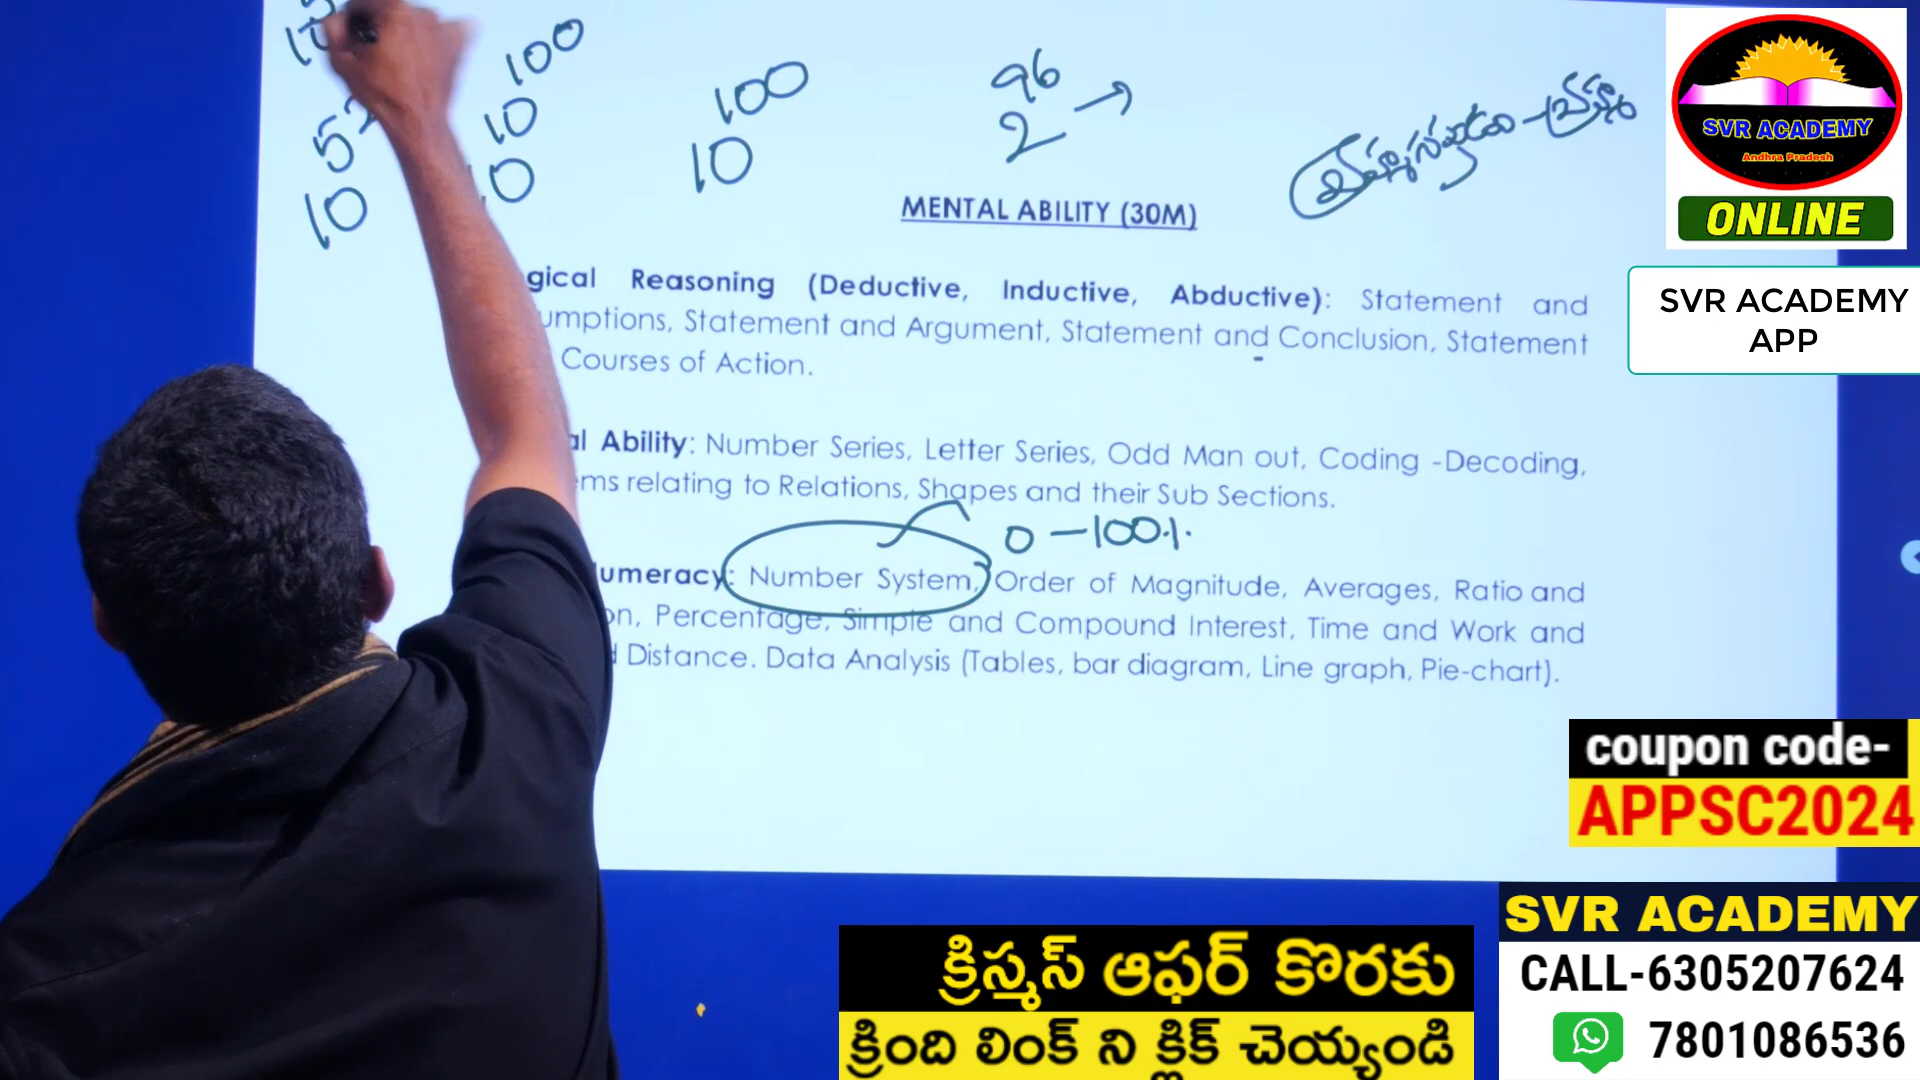 100
10
10
100
10
96
2
52
10
MENTAL ABILITY (30M)
gical Reasoning (Deductive, Inductive, Abductive): Statement and
umptions, Statement and Argument, Statement and Conclusion, Statement
Courses of Action.
al Ability: Number Series, Letter Series, Odd Man out, Coding -Decoding,
ems relating to Relations, Shapes and their Sub Sections.
0 - 100%
umeracy: Number System, Order of Magnitude, Averages, Ratio and
on, Percentage, Simple and Compound Interest, Time and Work and
d Distance. Data Analysis (Tables, bar diagram, Line graph, Pie-chart).
SVR ACADEMY
Andhra Pradesh
ONLINE
SVR ACADEMY
APP
coupon code-
APPSC2024
SVR ACADEMY
CALL-6305207624
7801086536
క్రిస్మస్ ఆఫర్ కొరకు
క్రింది లింక్ ని క్లిక్ చెయ్యండి